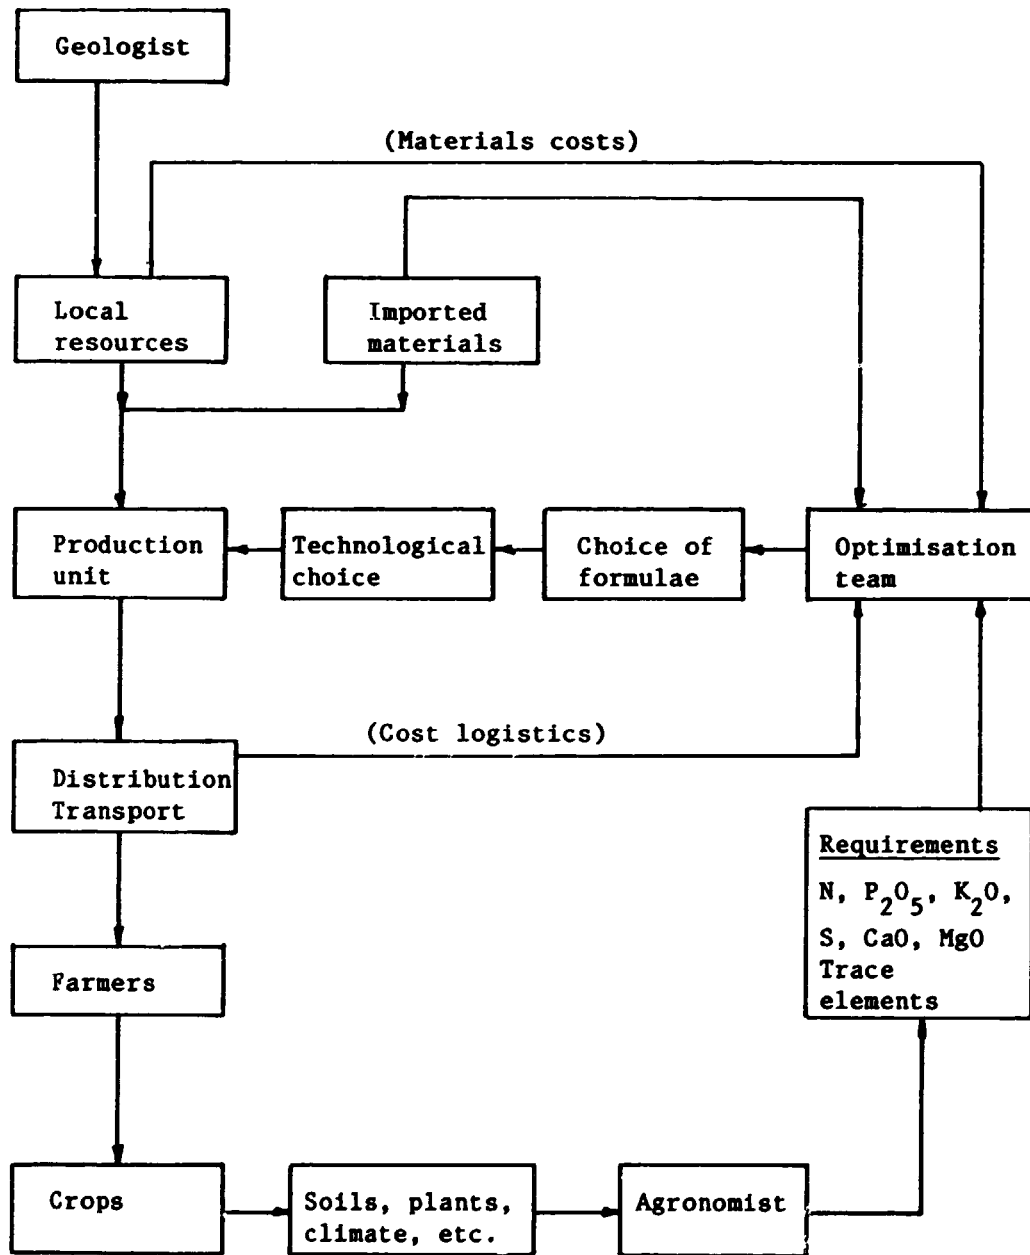 Geologist
(Materials costs)
Local
resources
Imported
materials
Production
unit
Technological
choice
Choice of
formulae
Optimisation
team
(Cost logistics)
Distribution
Transport
Requirements
N, P₂O₅, K₂O,
S, CaO, MgO
Trace
elements
Farmers
Crops
Soils, plants,
climate, etc.
Agronomist